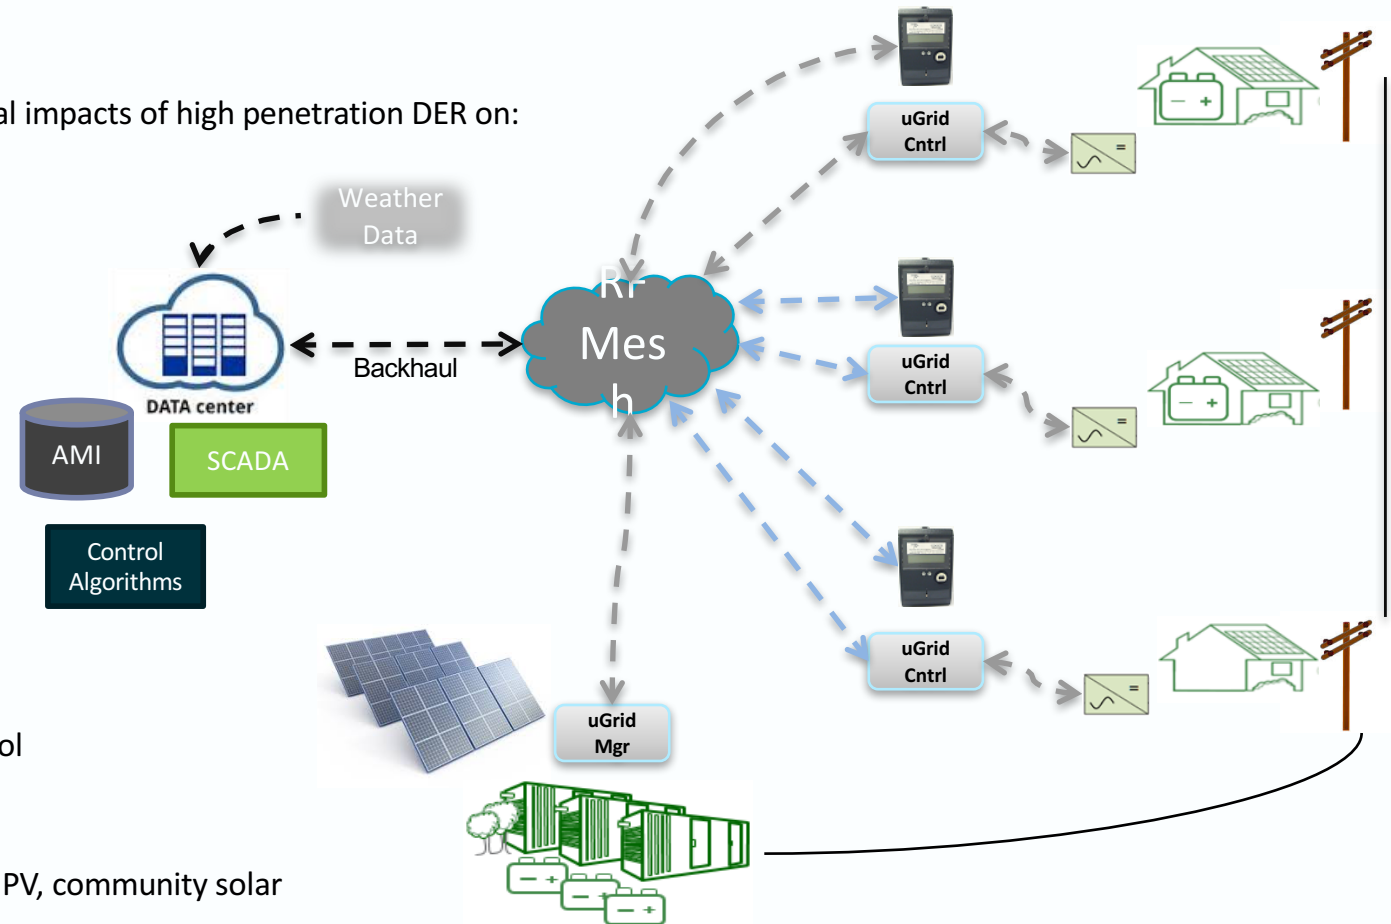 al impacts of high penetration DER on:
Weather
Data
DATA center
Backhaul
RF
Mes
h
AMI
SCADA
Control
Algorithms
uGrid
Cntrl
uGrid
Cntrl
uGrid
Cntrl
uGrid
Mgr
ol
PV, community solar